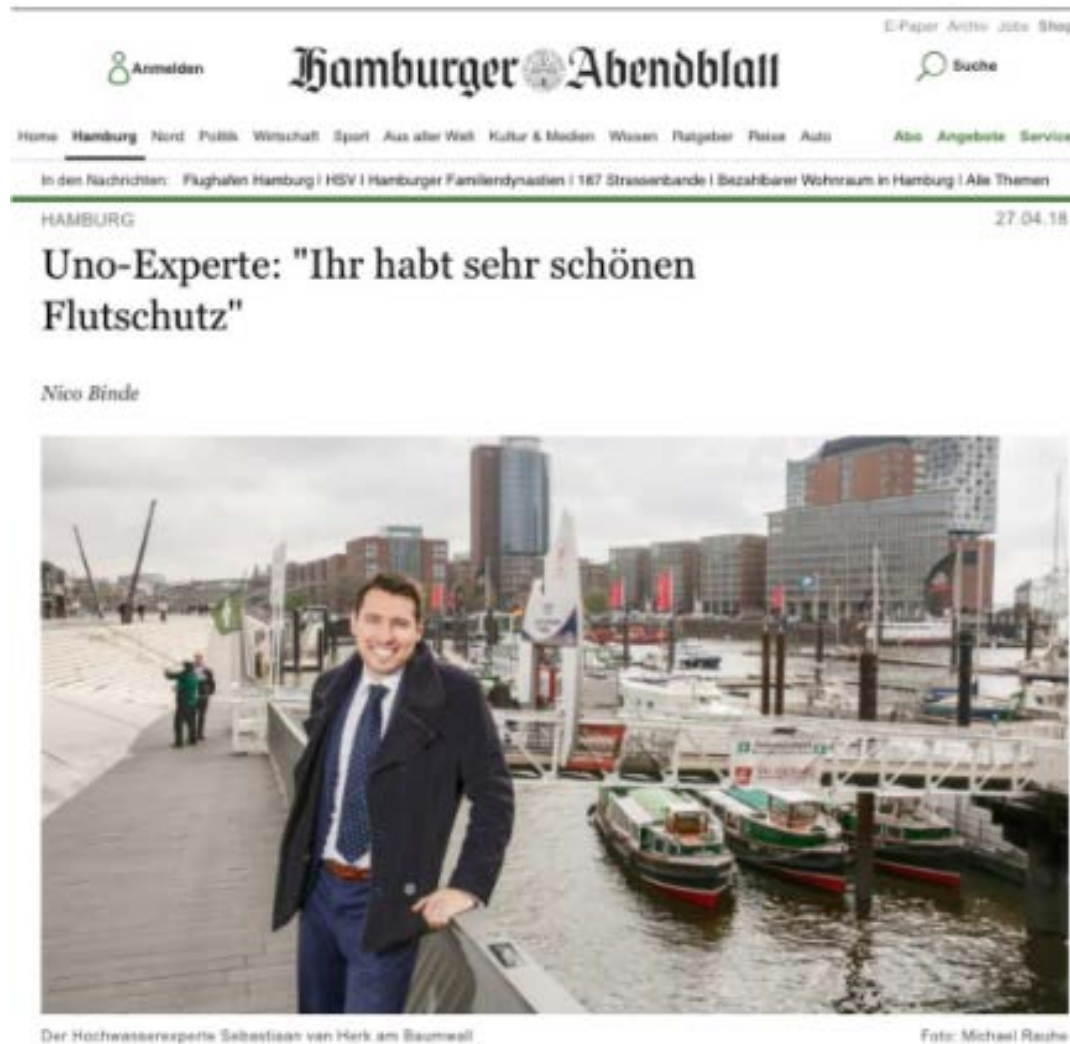 E-Paper Archiv Jobs Shop
Anmelden Hamburger Abendblatt Suche
Home Hamburg Nord Politik Wirtschaft Sport Aus aller Welt Kultur & Medien Wissen Ratgeber Reise Auto Abo Angebote Service
In den Nachrichten: Flughafen Hamburg | HSV | Hamburger Familiendynastien | 187 Strassenbande | Bezahlbarer Wohnraum in Hamburg | Alle Themen
HAMBURG 27.04.18
Uno-Experte: "Ihr habt sehr schönen
Flutschutz"
Nico Binde
Der Hochwasserexperte Sebastiaan van Herk am Baumwall Foto: Michael Rauhe